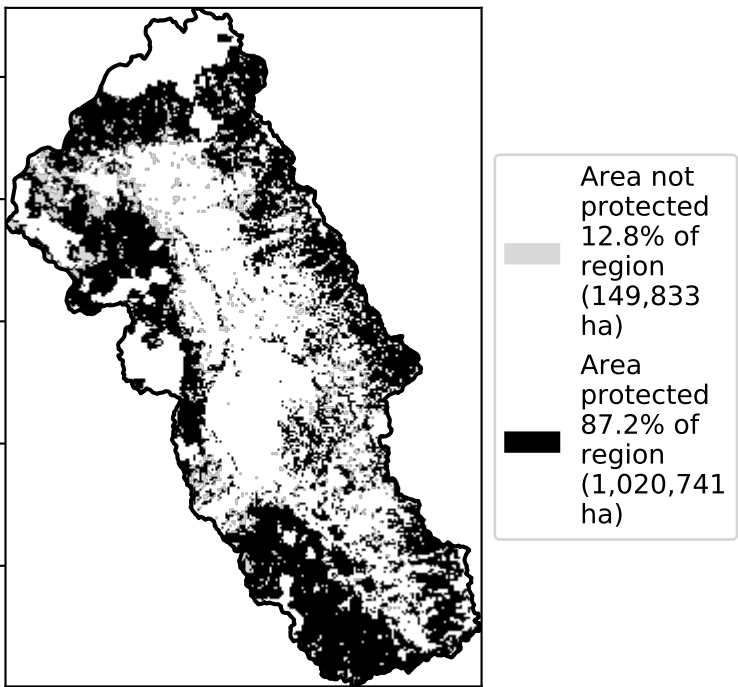 Area not
protected
12.8% of
region
(149,833
ha)
Area
protected
87.2% of
region
(1,020,741
ha)